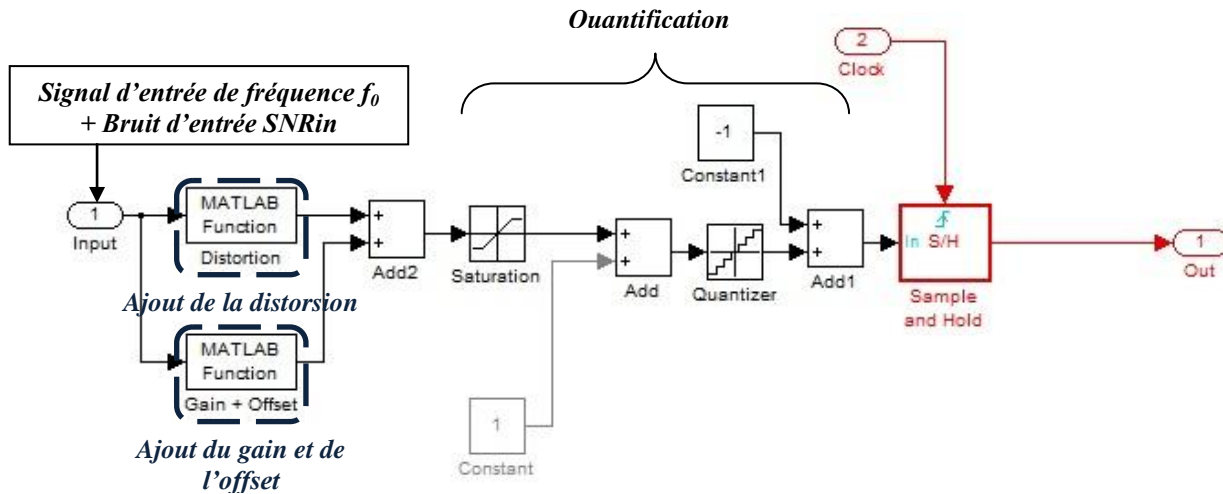 Ouantification
2
Clock
Signal d'entrée de fréquence f0
+ Bruit d'entrée SNRin
-1
Constant1
1
Input
MATLAB
Function
Distortion
Ajout de la distorsion
MATLAB
Function
Gain + Offset
Ajout du gain et de
l'offset
+
+
Add2
Saturation
1
Constant
+
+
Add
Quantizer
+
+
Add1
In
S/H
Sample
and Hold
1
Out